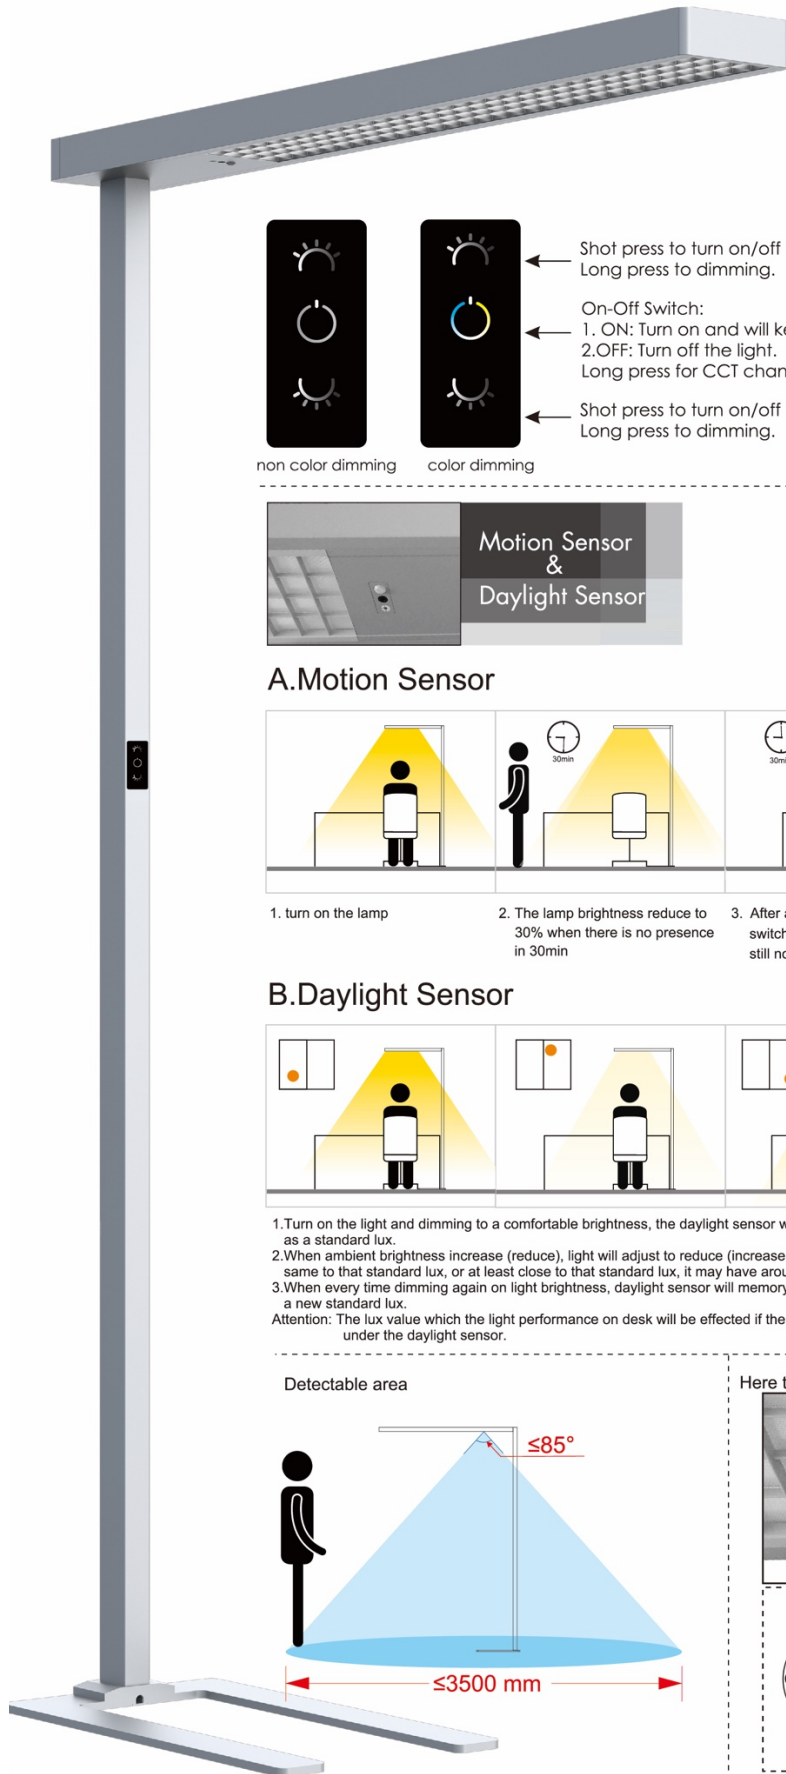 Shot press to turn on/off
Long press to dimming.
On-Off Switch:
1. ON: Turn on and will
2.OFF: Turn off the light.
Long press for CCT
Shot press to turn on/off
Long press to dimming.
non color dimming
color dimming
Motion Sensor
&
Daylight Sensor
A.Motion Sensor
30min
1. turn on the lamp
2. The lamp brightness reduce to
30% when there is no presence
in 30min
3. After
still
B.Daylight Sensor
1.Turn on the light and dimming to a comfortable brightness, the daylight sensor
as a standard lux.
2.When ambient brightness increase (reduce), light will adjust to reduce (increase
same to that standard lux, or at least close to that standard lux, it may have
3.When every time dimming again on light brightness, daylight sensor will memory
a new standard lux.
Attention: The lux value which the light performance on desk will be effected if the
under the daylight sensor.
Detectable area
Here
≤85°
≤3500 mm